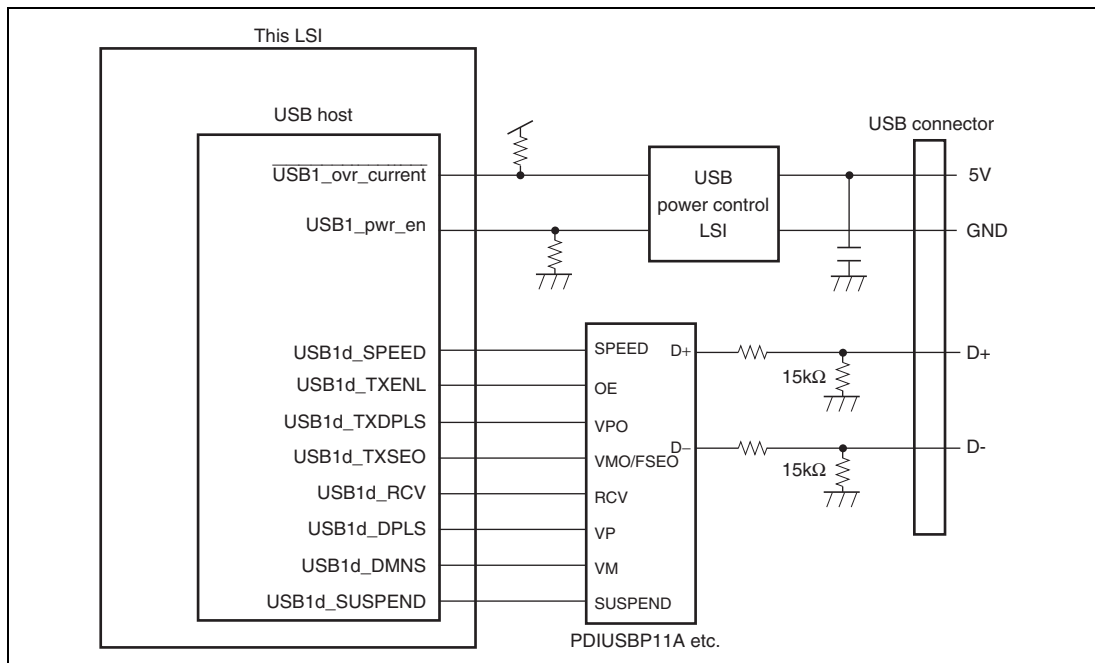 This LSI
USB host
USB connector
USB1_ovr_current
USB1_pwr_en
USB
power control
LSI
5V
GND
USB1d_SPEED
USB1d_TXENL
USB1d_TXDPLS
USB1d_TXSEO
USB1d_RCV
USB1d_DPLS
USB1d_DMNS
USB1d_SUSPEND
SPEED
OE
VPO
VMO/FSEO
RCV
VP
VM
SUSPEND
D+
D−
PDIUSBP11A etc.
15kΩ
15kΩ
D+
D-